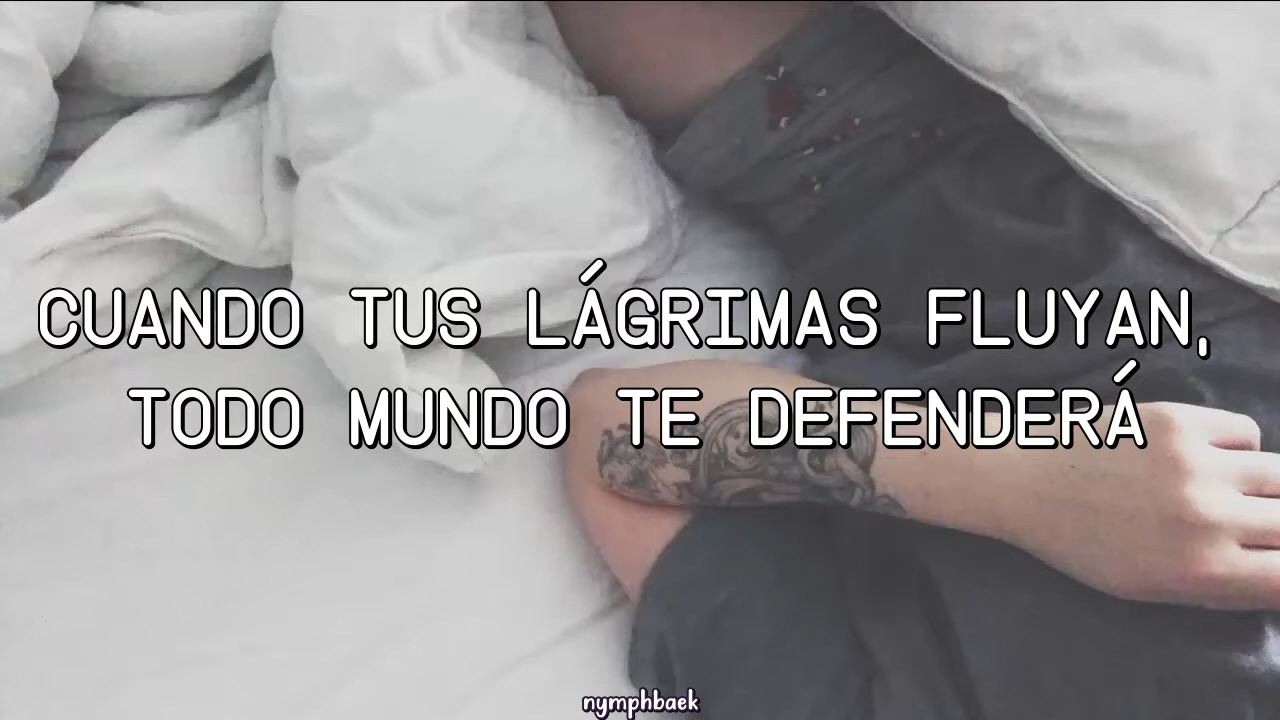 CUANDO TUS LÁGRIMAS FLUYAN,
TODO MUNDO TE DEFENDERÁ
nymphbaek